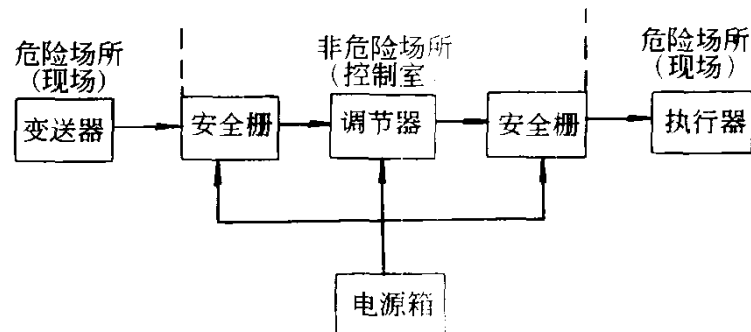 危险场所
(现场)
非危险场所
(控制室
危险场所
(现场)
变送器
安全栅
调节器
安全栅
执行器
电源箱